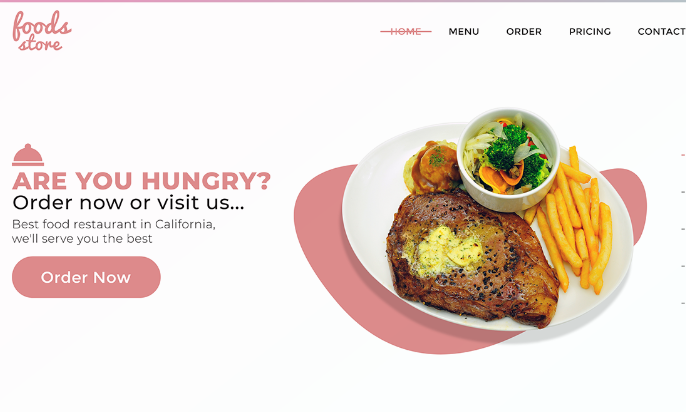 foods
store
HOME MENU ORDER PRICING CONTACT
ARE YOU HUNGRY?
Order now or visit us...
Best food restaurant in California,
we'll serve you the best
Order Now